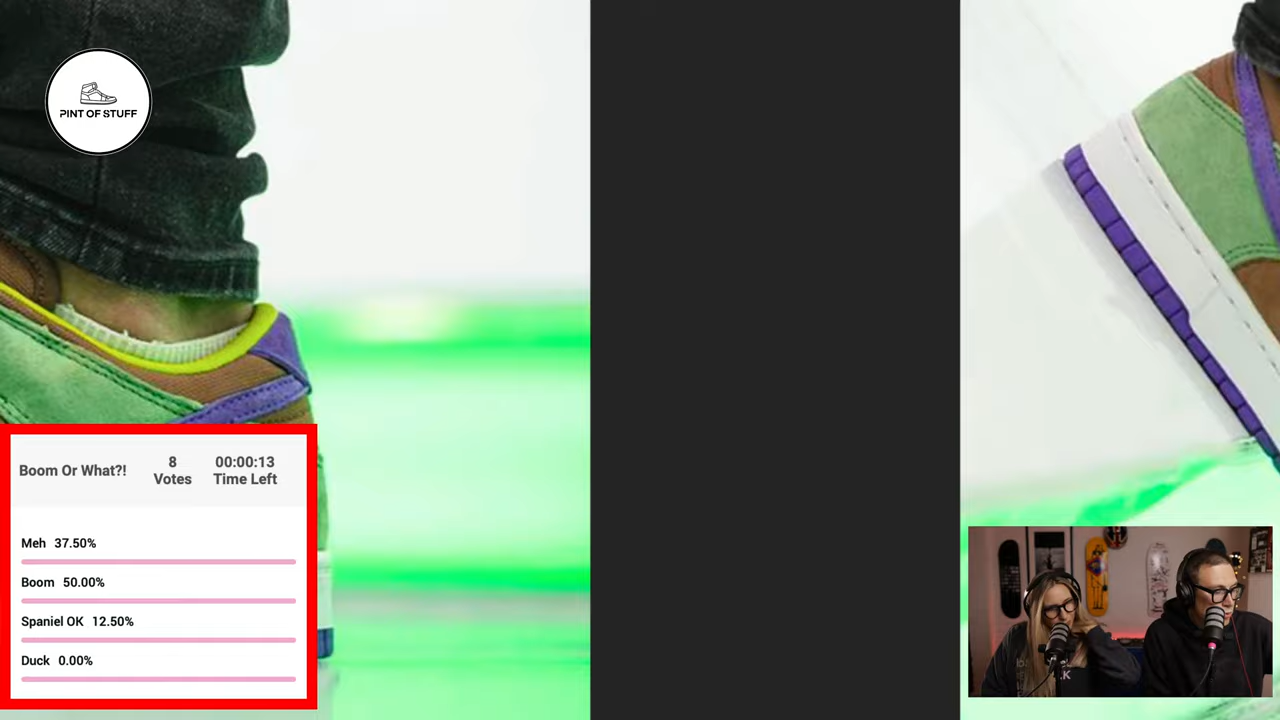 PINT OF STUFF
Boom Or What?!
8
Votes
00:00:13
Time Left
Meh 37.50%
Boom 50.00%
Spaniel OK 12.50%
Duck 0.00%